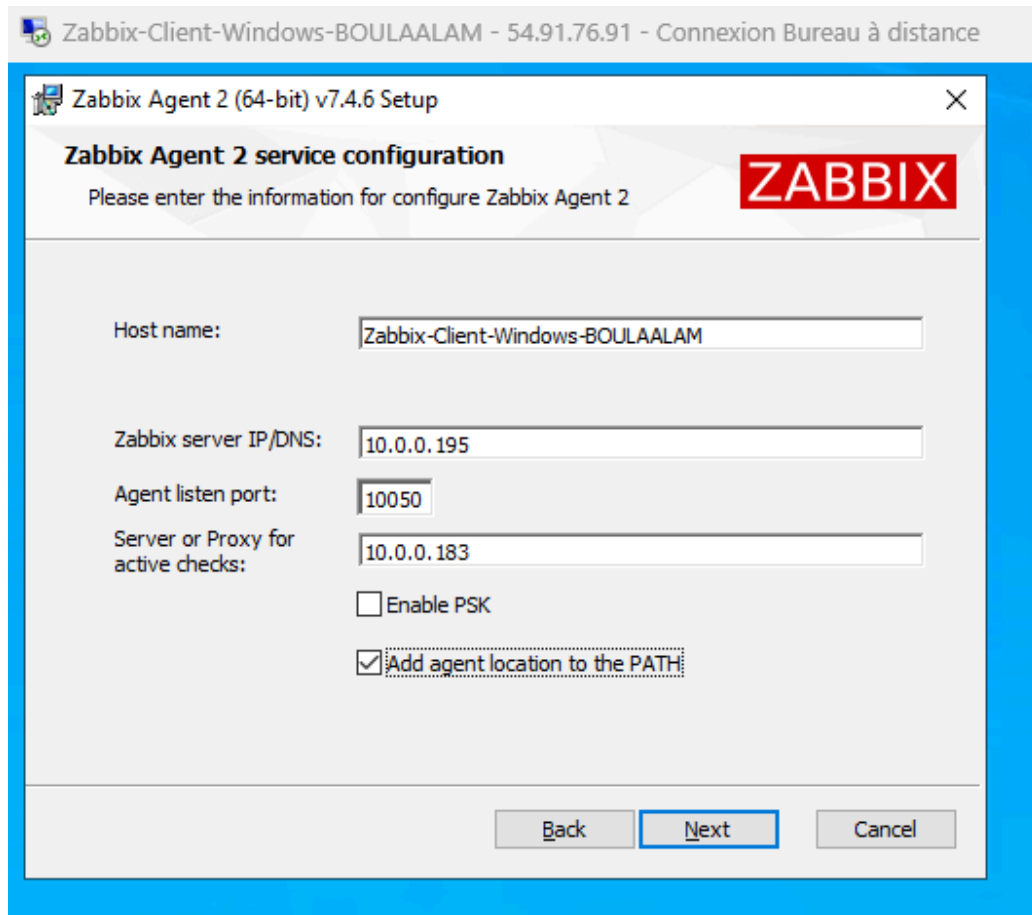 Zabbix-Client-Windows-BOULAALAM - 54.91.76.91 - Connexion Bureau à distance
Zabbix Agent 2 (64-bit) v7.4.6 Setup
Zabbix Agent 2 service configuration
Please enter the information for configure Zabbix Agent 2
ZABBIX
Host name:
Zabbix-Client-Windows-BOULAALAM
Zabbix server IP/DNS:
10.0.0.195
Agent listen port:
10050
Server or Proxy for
active checks:
10.0.0.183
Enable PSK
Add agent location to the PATH
Back
Next
Cancel